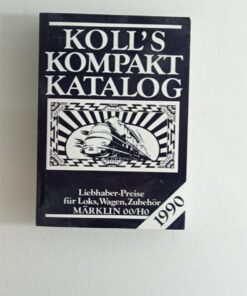 KOLL'S
KOMPAKT
KATALOG
Liebhaber-Preise
für Loks, Wagen, Zubehör
MÄRKLIN 00/H0
1990